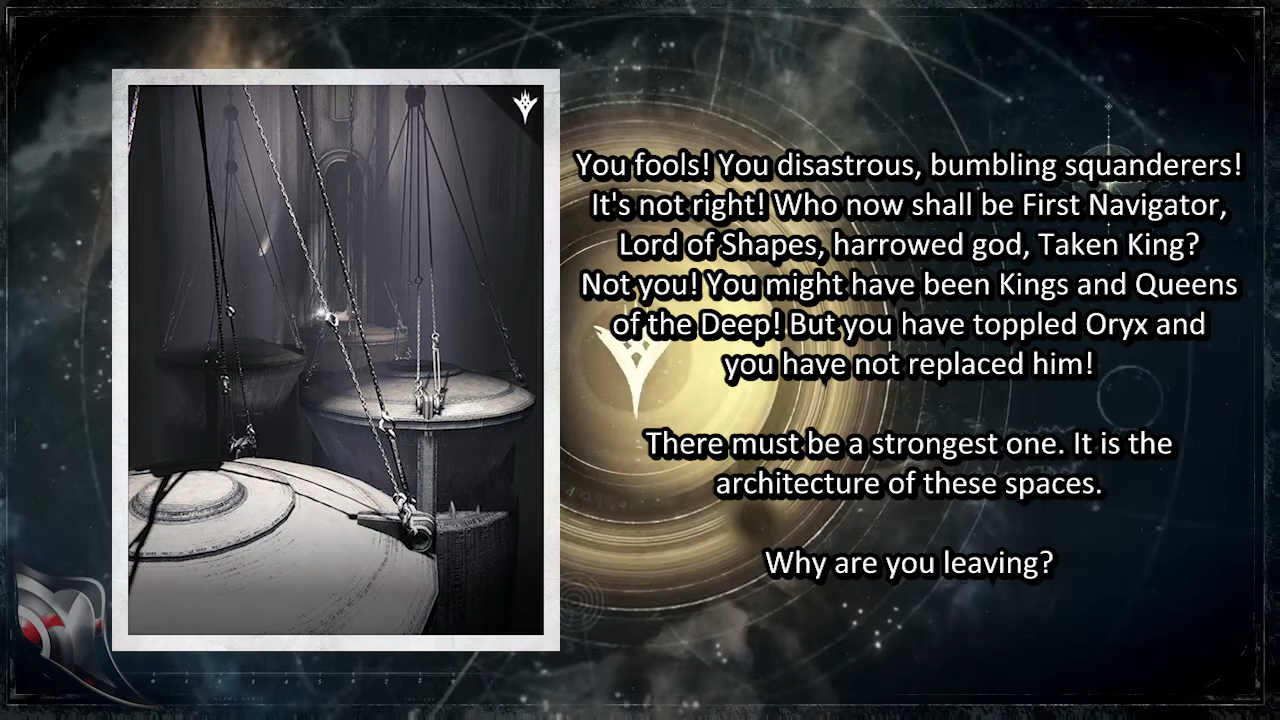 You fools! You disastrous, bumbling squanderers!
It's not right! Who now shall be First Navigator,
Lord of Shapes, harrowed god, Taken King?
Not you! You might have been Kings and Queens
of the Deep! But you have toppled Oryx and
you have not replaced him!
There must be a strongest one. It is the
architecture of these spaces.
Why are you leaving?